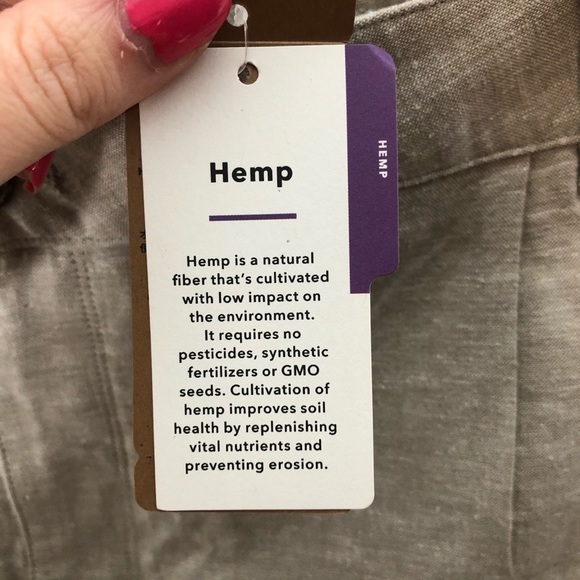 Hemp
HEMP
Hemp is a natural
fiber that's cultivated
with low impact on
the environment.
It requires no
pesticides, synthetic
fertilizers or GMO
seeds. Cultivation of
hemp improves soil
health by replenishing
vital nutrients and
preventing erosion.